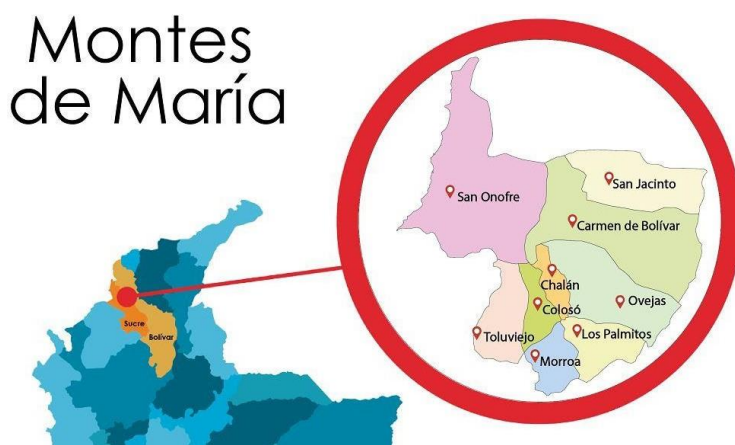 Montes
de María
San Jacinto
San Onofre
Carmen de Bolívar
Chalán
Ovejas
Colosó
Toluviejo
Los Palmitos
Morroa
Sucre
Bolívar